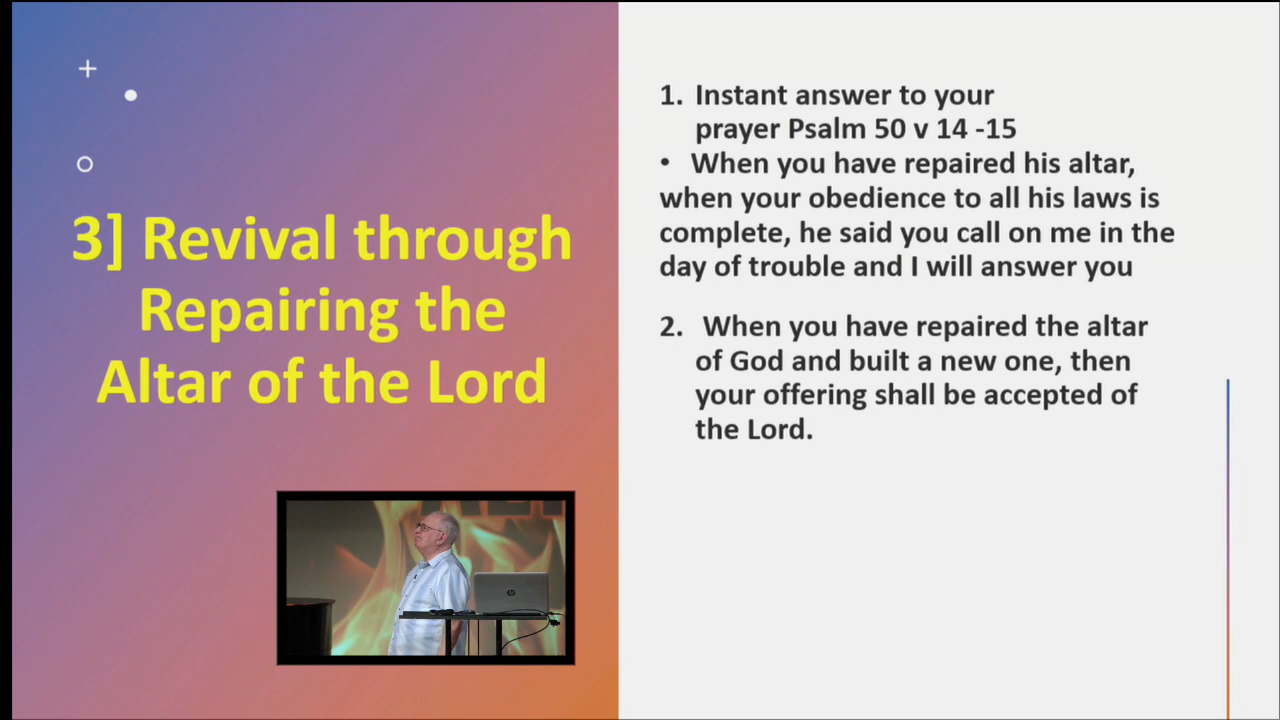 3] Revival through
Repairing the
Altar of the Lord
1. Instant answer to your
prayer Psalm 50 v 14 -15
• When you have repaired his altar,
when your obedience to all his laws is
complete, he said you call on me in the
day of trouble and I will answer you
2. When you have repaired the altar
of God and built a new one, then
your offering shall be accepted of
the Lord.